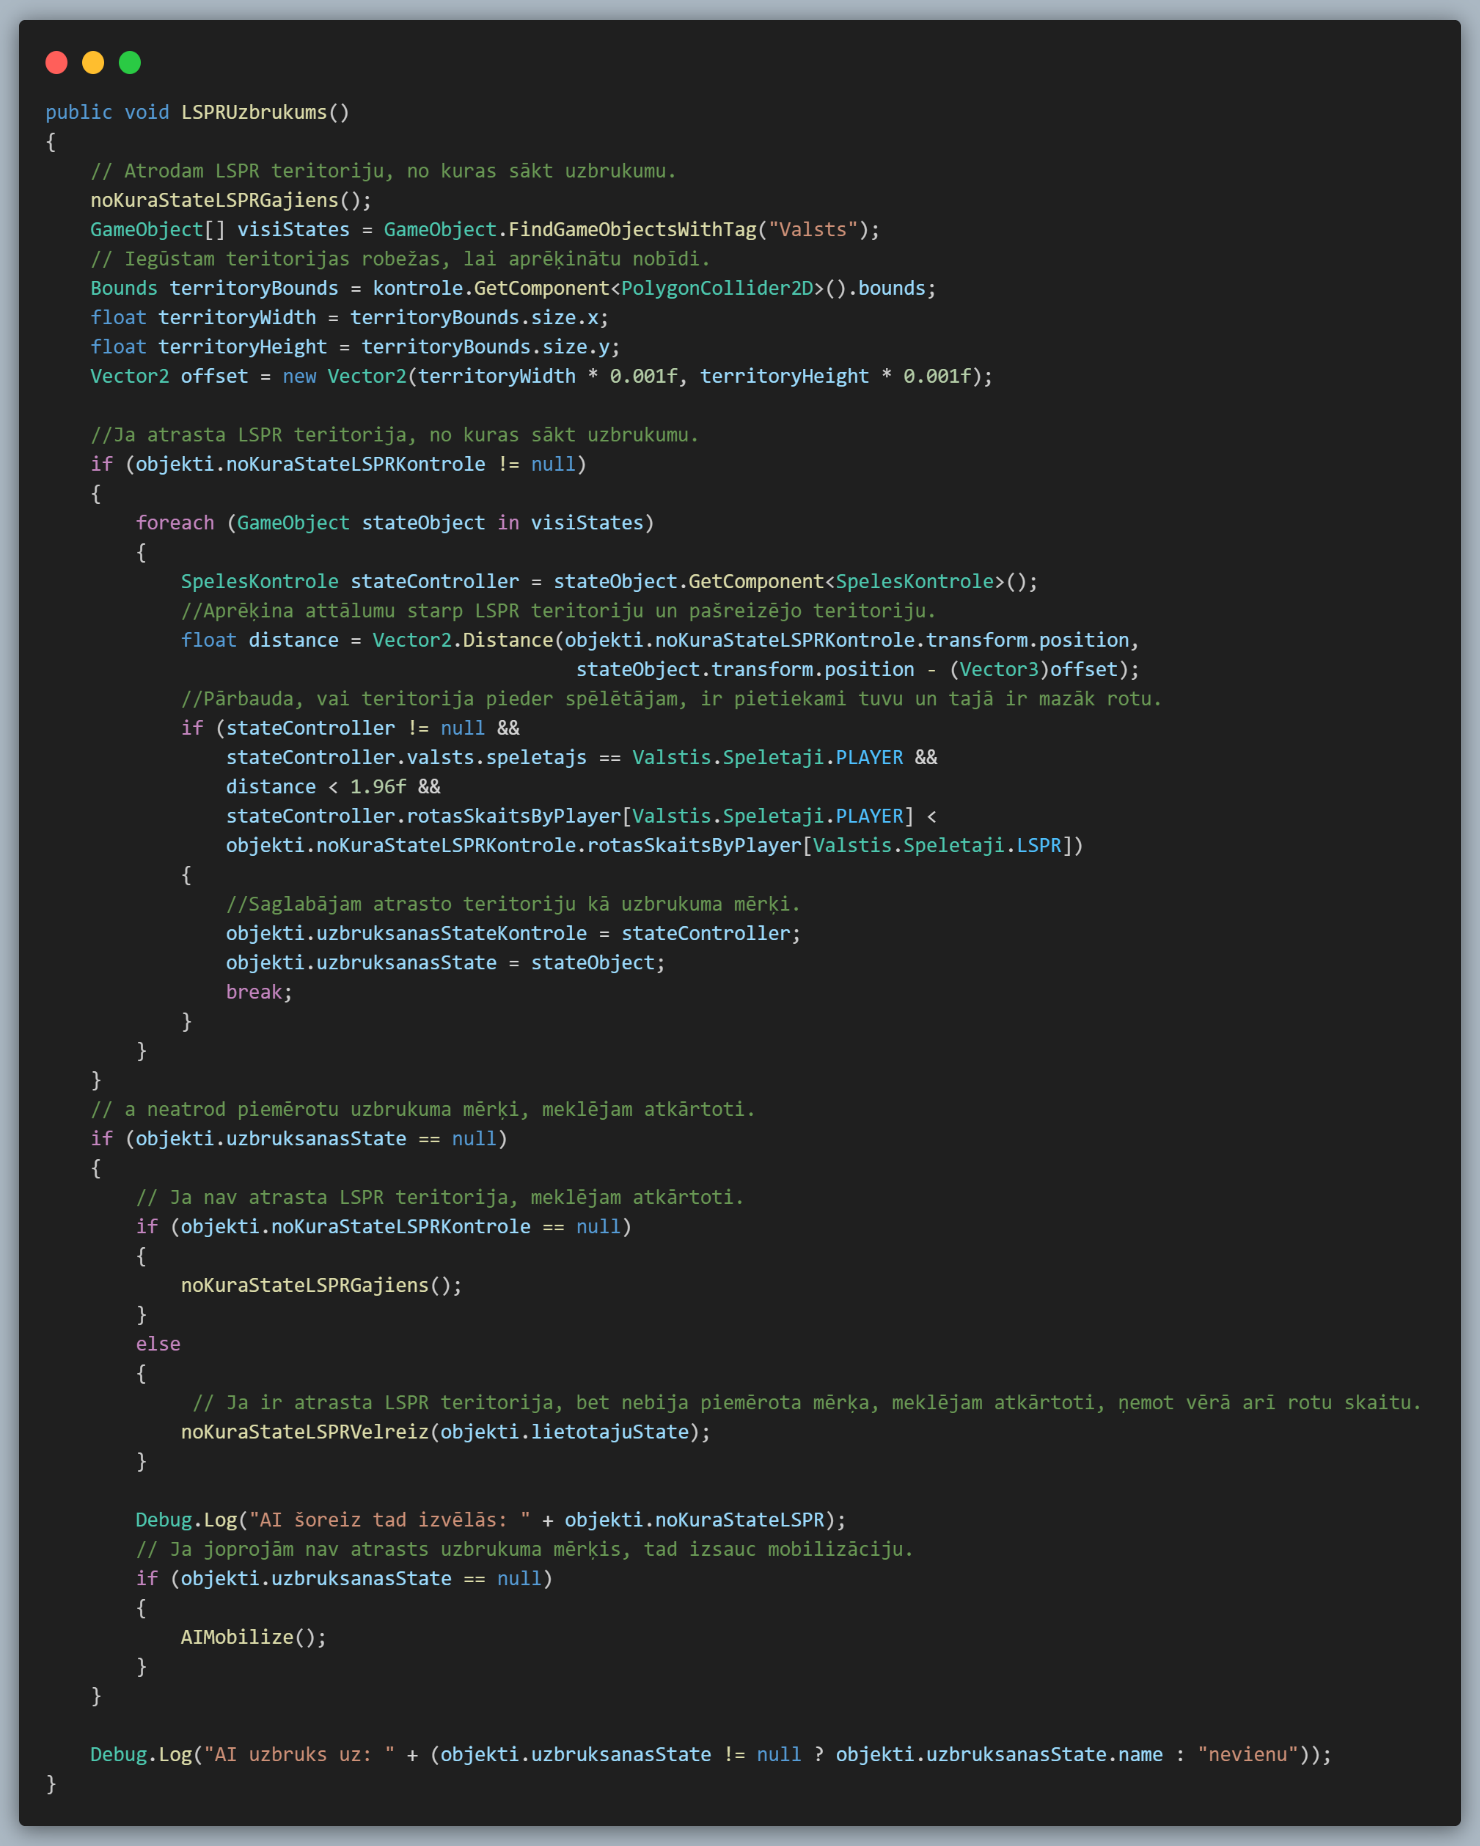 public void LSPRUzbrukums()
{
    // Atrodam LSPR teritoriju, no kuras sākt uzbrukumu.
    noKuraStateLSPRGajiens();
    GameObject[] visiStates = GameObject.FindGameObjectsWithTag("Valsts");
    // Iegūstam teritorijas robežas, lai aprēķinātu nobīdi.
    Bounds territoryBounds = kontrole.GetComponent<PolygonCollider2D>().bounds;
    float territoryWidth = territoryBounds.size.x;
    float territoryHeight = territoryBounds.size.y;
    Vector2 offset = new Vector2(territoryWidth * 0.001f, territoryHeight * 0.001f);

    //Ja atrasta LSPR teritorija, no kuras sākt uzbrukumu.
    if (objekti.noKuraStateLSPRKontrole != null)
    {
        foreach (GameObject stateObject in visiStates)
        {
            SpelesKontrole stateController = stateObject.GetComponent<SpelesKontrole>();
            //Aprēķina attālumu starp LSPR teritoriju un pašreizējo teritoriju.
            float distance = Vector2.Distance(objekti.noKuraStateLSPRKontrole.transform.position,
                                               stateObject.transform.position - (Vector3)offset);
            //Pārbauda, vai teritorija pieder spēlētājam, ir pietiekami tuvu un tajā ir mazāk rotu.
            if (stateController != null &&
                stateController.valsts.speletajs == Valstis.Speletaji.PLAYER &&
                distance < 1.96f &&
                stateController.rotasSkaitsByPlayer[Valstis.Speletaji.PLAYER] <
                objekti.noKuraStateLSPRKontrole.rotasSkaitsByPlayer[Valstis.Speletaji.LSPR])
            {
                //Saglabājam atrasto teritoriju kā uzbrukuma mērķi.
                objekti.uzbruksanasStateKontrole = stateController;
                objekti.uzbruksanasState = stateObject;
                break;
            }
        }
    }
    // a neatrod piemērotu uzbrukuma mērķi, meklējam atkārtoti.
    if (objekti.uzbruksanasState == null)
    {
        // Ja nav atrasta LSPR teritorija, meklējam atkārtoti.
        if (objekti.noKuraStateLSPRKontrole == null)
        {
            noKuraStateLSPRGajiens();
        }
        else
        {
             // Ja ir atrasta LSPR teritorija, bet nebija piemērota mērķa, meklējam atkārtoti, ņemot vērā arī rotu skaitu.
            noKuraStateLSPRVelreiz(objekti.lietotajuState);
        }

        Debug.Log("AI šoreiz tad izvēlās: " + objekti.noKuraStateLSPR);
        // Ja joprojām nav atrasts uzbrukuma mērķis, tad izsauc mobilizāciju.
        if (objekti.uzbruksanasState == null)
        {
            AIMobilize();
        }
    }

    Debug.Log("AI uzbruks uz: " + (objekti.uzbruksanasState != null ? objekti.uzbruksanasState.name : "nevienu"));
}